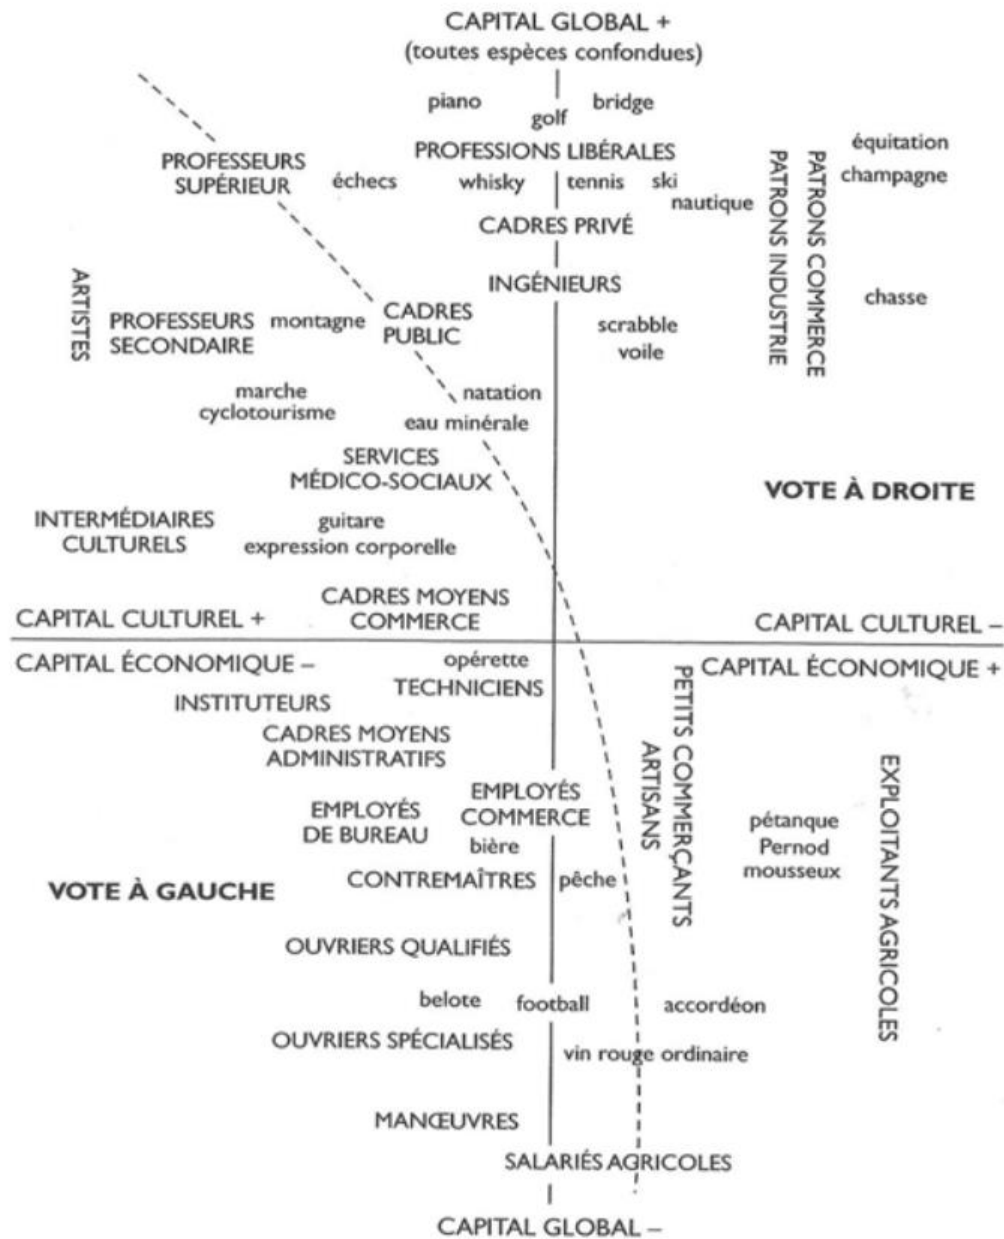 CAPITAL GLOBAL +
(toutes espèces confondues)
piano
bridge
golf
équitation
PROFESSIONS LIBÉRALES
PROFESSEURS
SUPÉRIEUR
échecs
whisky
tennis
ski
champagne
nautique
PATRONS INDUSTRIE
PATRONS COMMERCE
CADRES PRIVÉ
INGÉNIEURS
ARTISTES
chasse
PROFESSEURS
SECONDAIRE
montagne
CADRES
PUBLIC
scrabble
voile
marche
cyclotourisme
natation
eau minérale
SERVICES
MÉDICO-SOCIAUX
VOTE À DROITE
INTERMÉDIAIRES
CULTURELS
guitare
expression corporelle
CADRES MOYENS
COMMERCE
CAPITAL CULTUREL +
CAPITAL CULTUREL –
CAPITAL ÉCONOMIQUE –
CAPITAL ÉCONOMIQUE +
opérette
TECHNICIENS
INSTITUTEURS
CADRES MOYENS
ADMINISTRATIFS
ARTISANS
PETITS COMMERÇANTS
EXPLOITANTS AGRICOLES
EMPLOYÉS
COMMERCE
EMPLOYÉS
DE BUREAU
bière
pétanque
Pernod
mousseux
VOTE À GAUCHE
CONTREMAÎTRES
pêche
OUVRIERS QUALIFIÉS
belote
football
accordéon
OUVRIERS SPÉCIALISÉS
vin rouge ordinaire
MANŒUVRES
SALARIÉS AGRICOLES
CAPITAL GLOBAL –